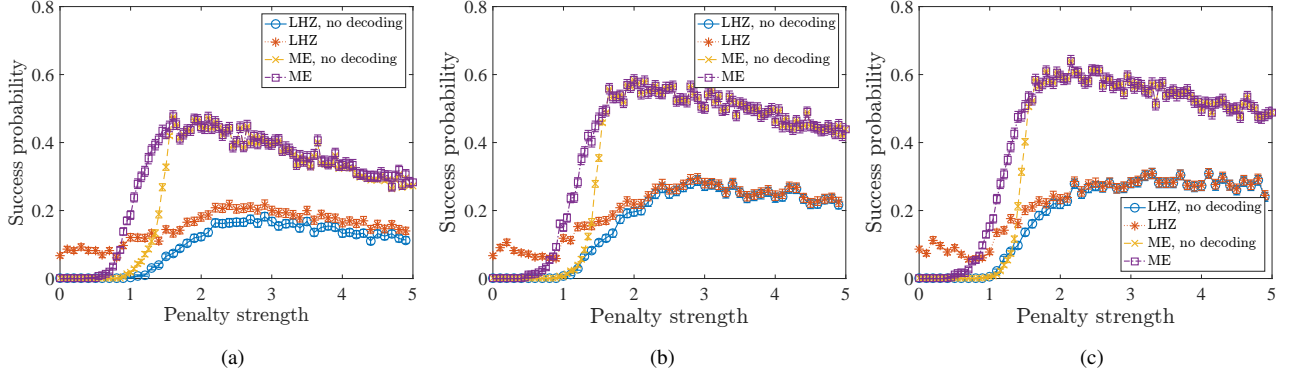 Success probability
0.8
0.6
0.4
0.2
0
LHZ, no decoding
LHZ
ME, no decoding
ME
0 1 2 3 4 5
Penalty strength
(a)
Success probability
0.8
0.6
0.4
0.2
0
LHZ, no decoding
LHZ
ME, no decoding
ME
0 1 2 3 4 5
Penalty strength
(b)
Success probability
0.8
0.6
0.4
0.2
0
LHZ, no decoding
LHZ
ME, no decoding
ME
0 1 2 3 4 5
Penalty strength
(c)